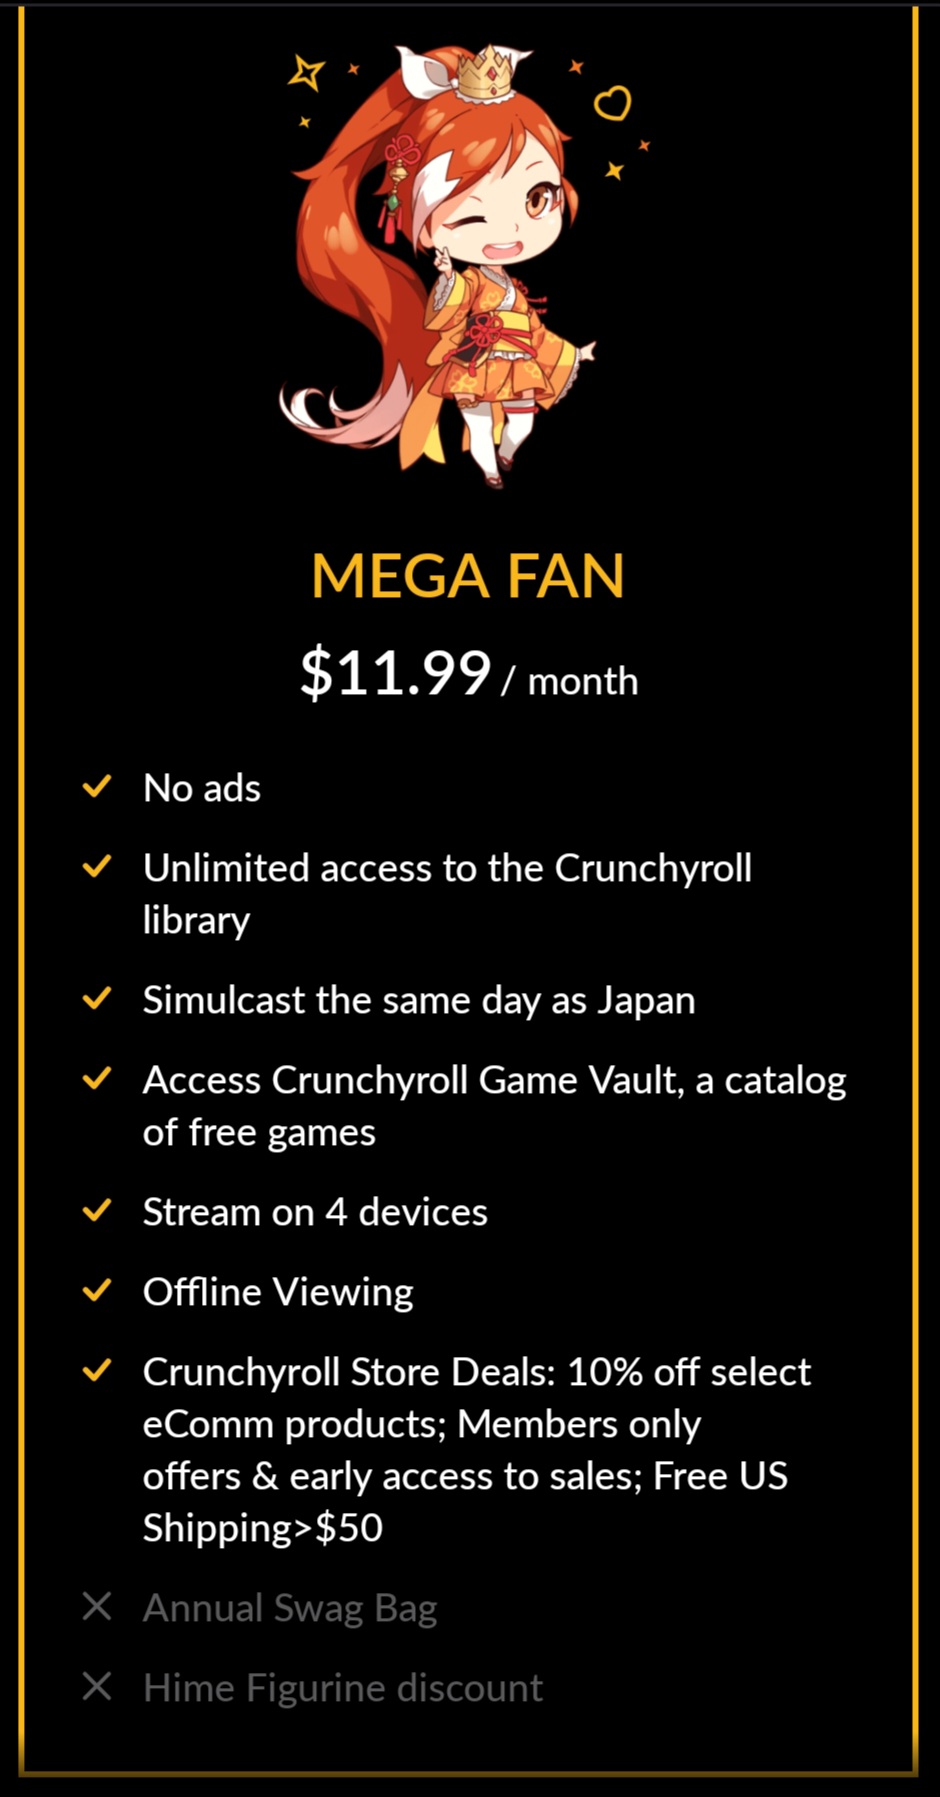 MEGA FAN
$11.99 / month
No ads
Unlimited access to the Crunchyroll
library
Simulcast the same day as Japan
Access Crunchyroll Game Vault, a catalog
of free games
Stream on 4 devices
Offline Viewing
Crunchyroll Store Deals: 10% off select
eComm products; Members only
offers & early access to sales; Free US
Shipping>$50
Annual Swag Bag
Hime Figurine discount